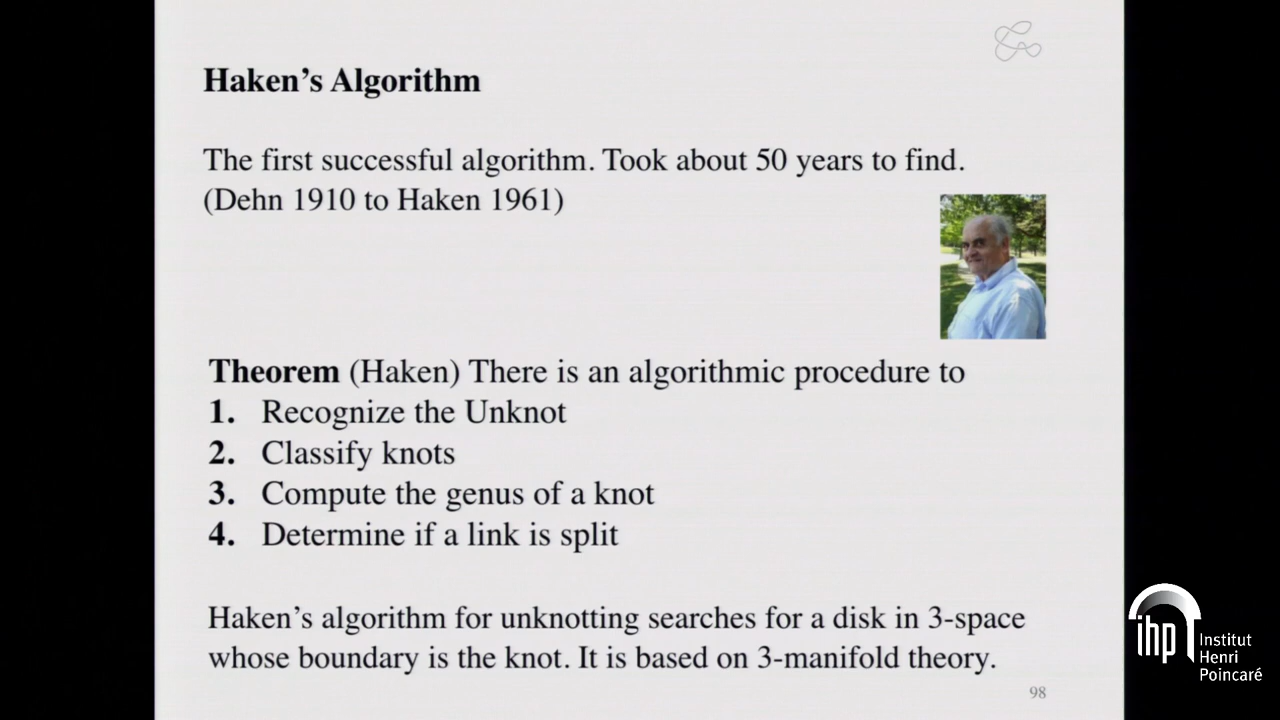 Haken's Algorithm
The first successful algorithm. Took about 50 years to find.
(Dehn 1910 to Haken 1961)
Theorem (Haken) There is an algorithmic procedure to
1. Recognize the Unknot
2. Classify knots
3. Compute the genus of a knot
4. Determine if a link is split
Haken's algorithm for unknotting searches for a disk in 3-space
whose boundary is the knot. It is based on 3-manifold theory.
98
ihp
Institut
Henri
Poincaré